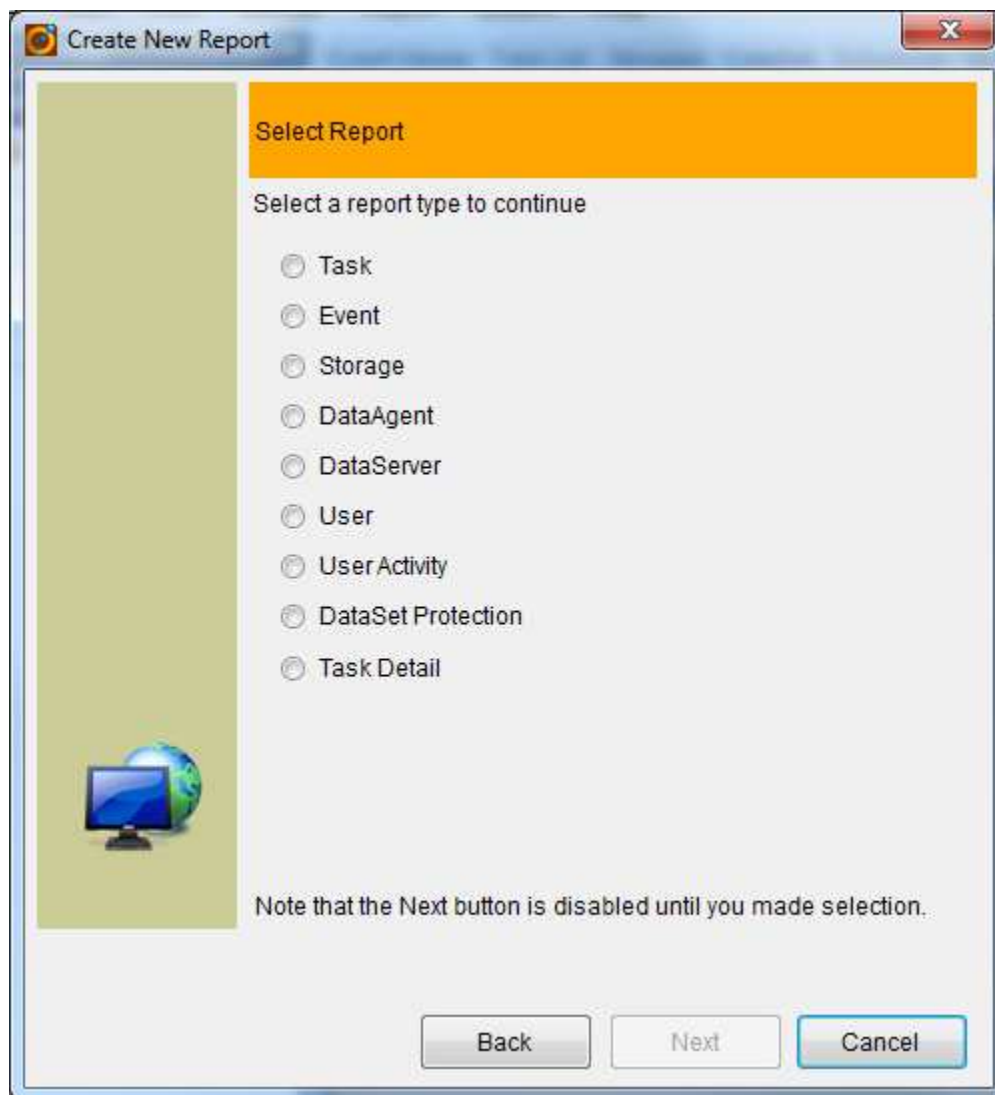 Create New Report
Select Report
Select a report type to continue
Task
Event
Storage
DataAgent
DataServer
User
User Activity
DataSet Protection
Task Detail
Note that the Next button is disabled until you made selection.
Back
Next
Cancel